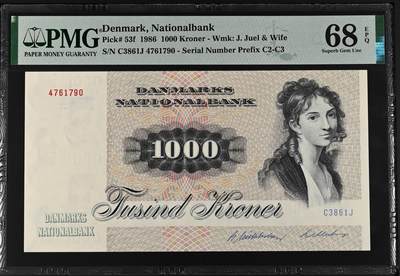 PMG
PAPER MONEY GUARANTY
Denmark, Nationalbank
Pick# 53f 1986 1000 Kroner - Wmk: J. Juel & Wife
S/N C3861J 4761790 - Serial Number Prefix C2-C3
68 EPQ
Superb Gem Unc
4761790
DANMARKS
NATIONALBANK
1000
Tusind Kroner
C3861J
DANMARKS
NATIONALBANK